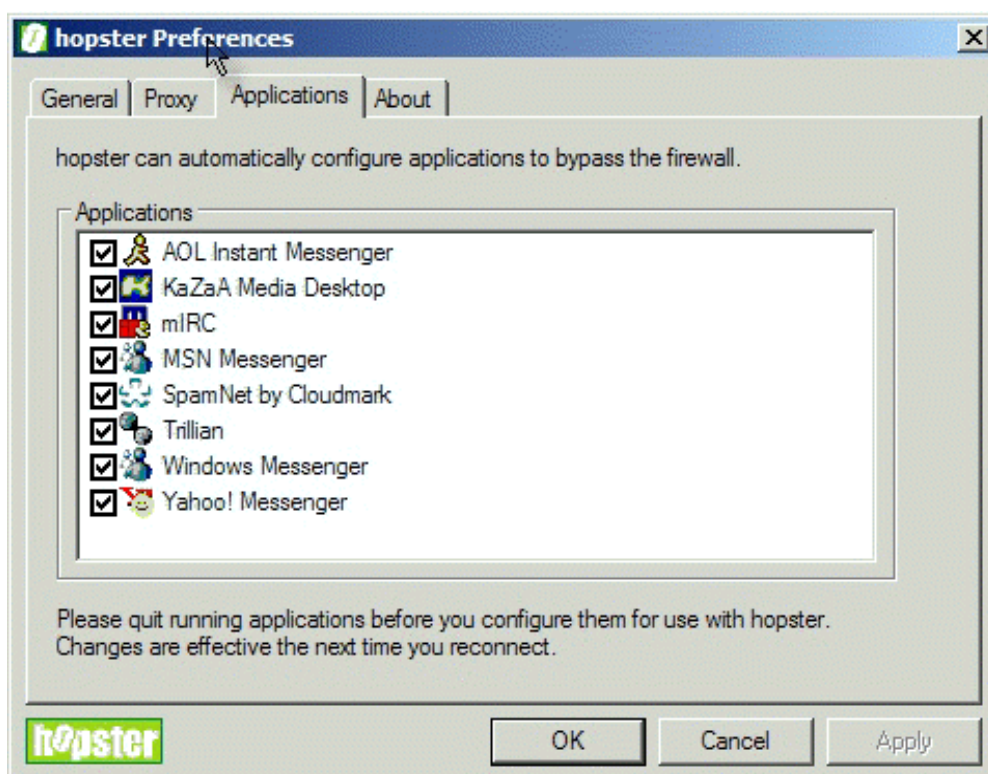 hopster Preferences
General Proxy Applications About
hopster can automatically configure applications to bypass the firewall.
Applications
AOL Instant Messenger
KaZaA Media Desktop
mIRC
MSN Messenger
SpamNet by Cloudmark
Trillian
Windows Messenger
Yahoo! Messenger
Please quit running applications before you configure them for use with hopster.
Changes are effective the next time you reconnect.
hopster OK Cancel Apply